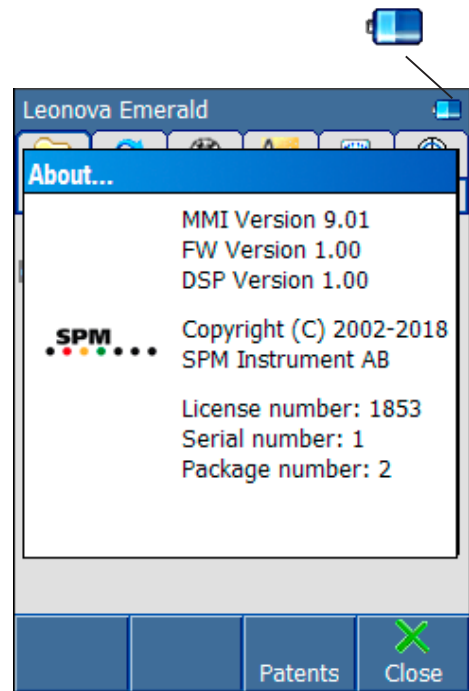 Leonova Emerald
About...
MMI Version 9.01
FW Version 1.00
DSP Version 1.00
SPM
Copyright (C) 2002-2018
SPM Instrument AB
License number: 1853
Serial number: 1
Package number: 2
Patents
Close